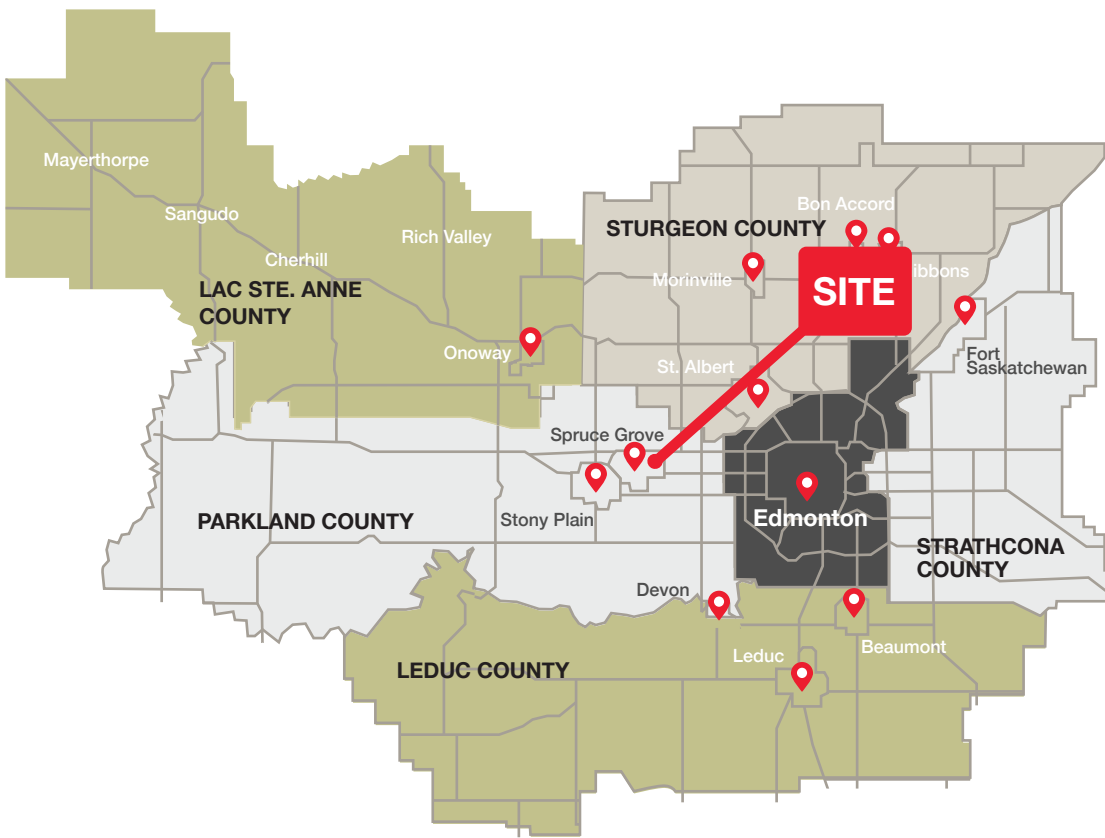 Mayerthorpe
Sangudo
Cherhill
Rich Valley
LAC STE. ANNE
COUNTY
Onoway
Bon Accord
STURGEON COUNTY
Morinville
ibbons
SITE
St. Albert
Fort
Saskatchewan
Spruce Grove
Stony Plain
PARKLAND COUNTY
Edmonton
STRATHCONA
COUNTY
Devon
Beaumont
Leduc
LEDUC COUNTY